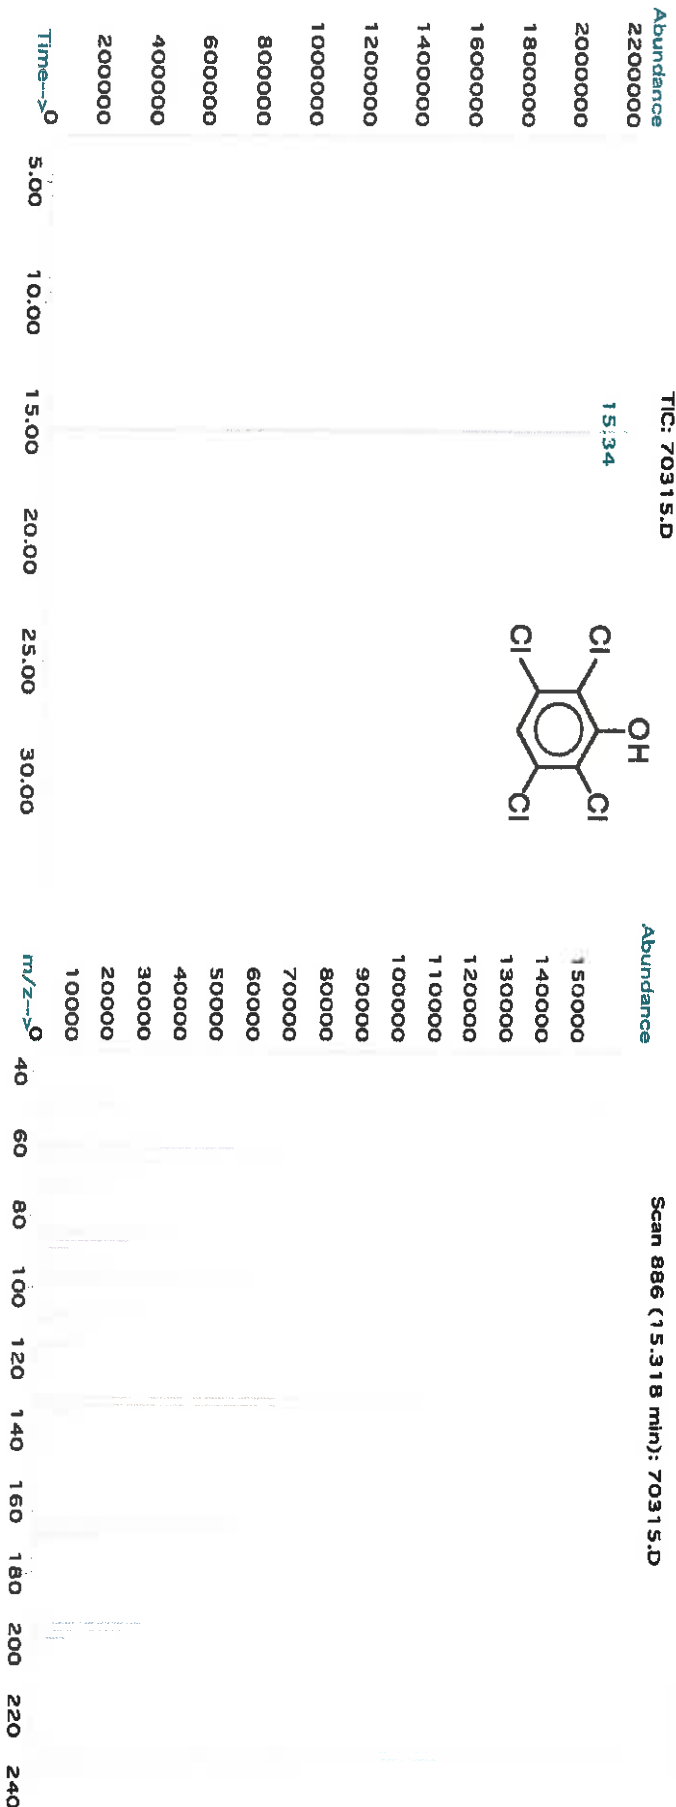 Abundance
TIC: 70315.D
2200000
2000000
1800000
1600000
1400000
1200000
1000000
800000
600000
400000
200000
0
Time-->
5.00 10.00 15.00 20.00 25.00 30.00
15.34
OH
Cl Cl
Cl Cl
Abundance
Scan 886 (15.318 min): 70315.D
150000
140000
130000
120000
110000
100000
90000
80000
70000
60000
50000
40000
30000
20000
10000
0
m/z-->
40 60 80 100 120 140 160 180 200 220 240